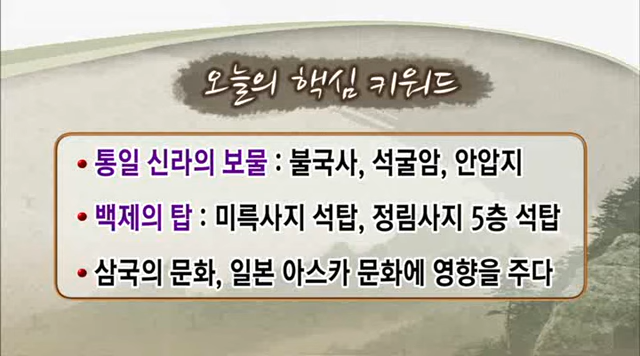 오늘의 핵심 키워드
• 통일 신라의 보물 : 불국사, 석굴암, 안압지
• 백제의 탑 : 미륵사지 석탑, 정림사지 5층 석탑
• 삼국의 문화, 일본 아스카 문화에 영향을 주다